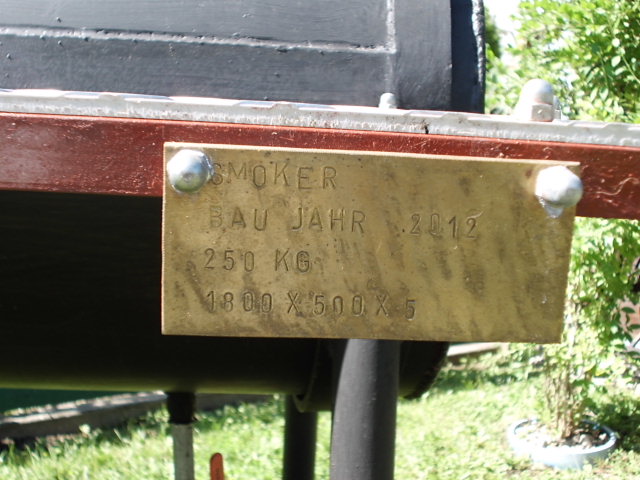 SMOKER
BAU JAHR 2012
250 KG
1800 X 500 X 5